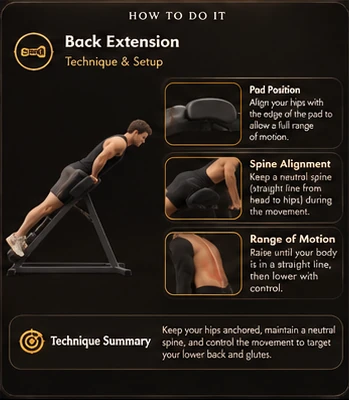 HOW TO DO IT
Back Extension
Technique & Setup
Pad Position
Align your hips with
the edge of the pad to
allow a full range
of motion.
Spine Alignment
Keep a neutral spine
(straight line from
head to hips) during
the movement.
Range of Motion
Raise until your body
is in a straight line,
then lower with
control.
Technique Summary
Keep your hips anchored, maintain a neutral
spine, and control the movement to target
your lower back and glutes.